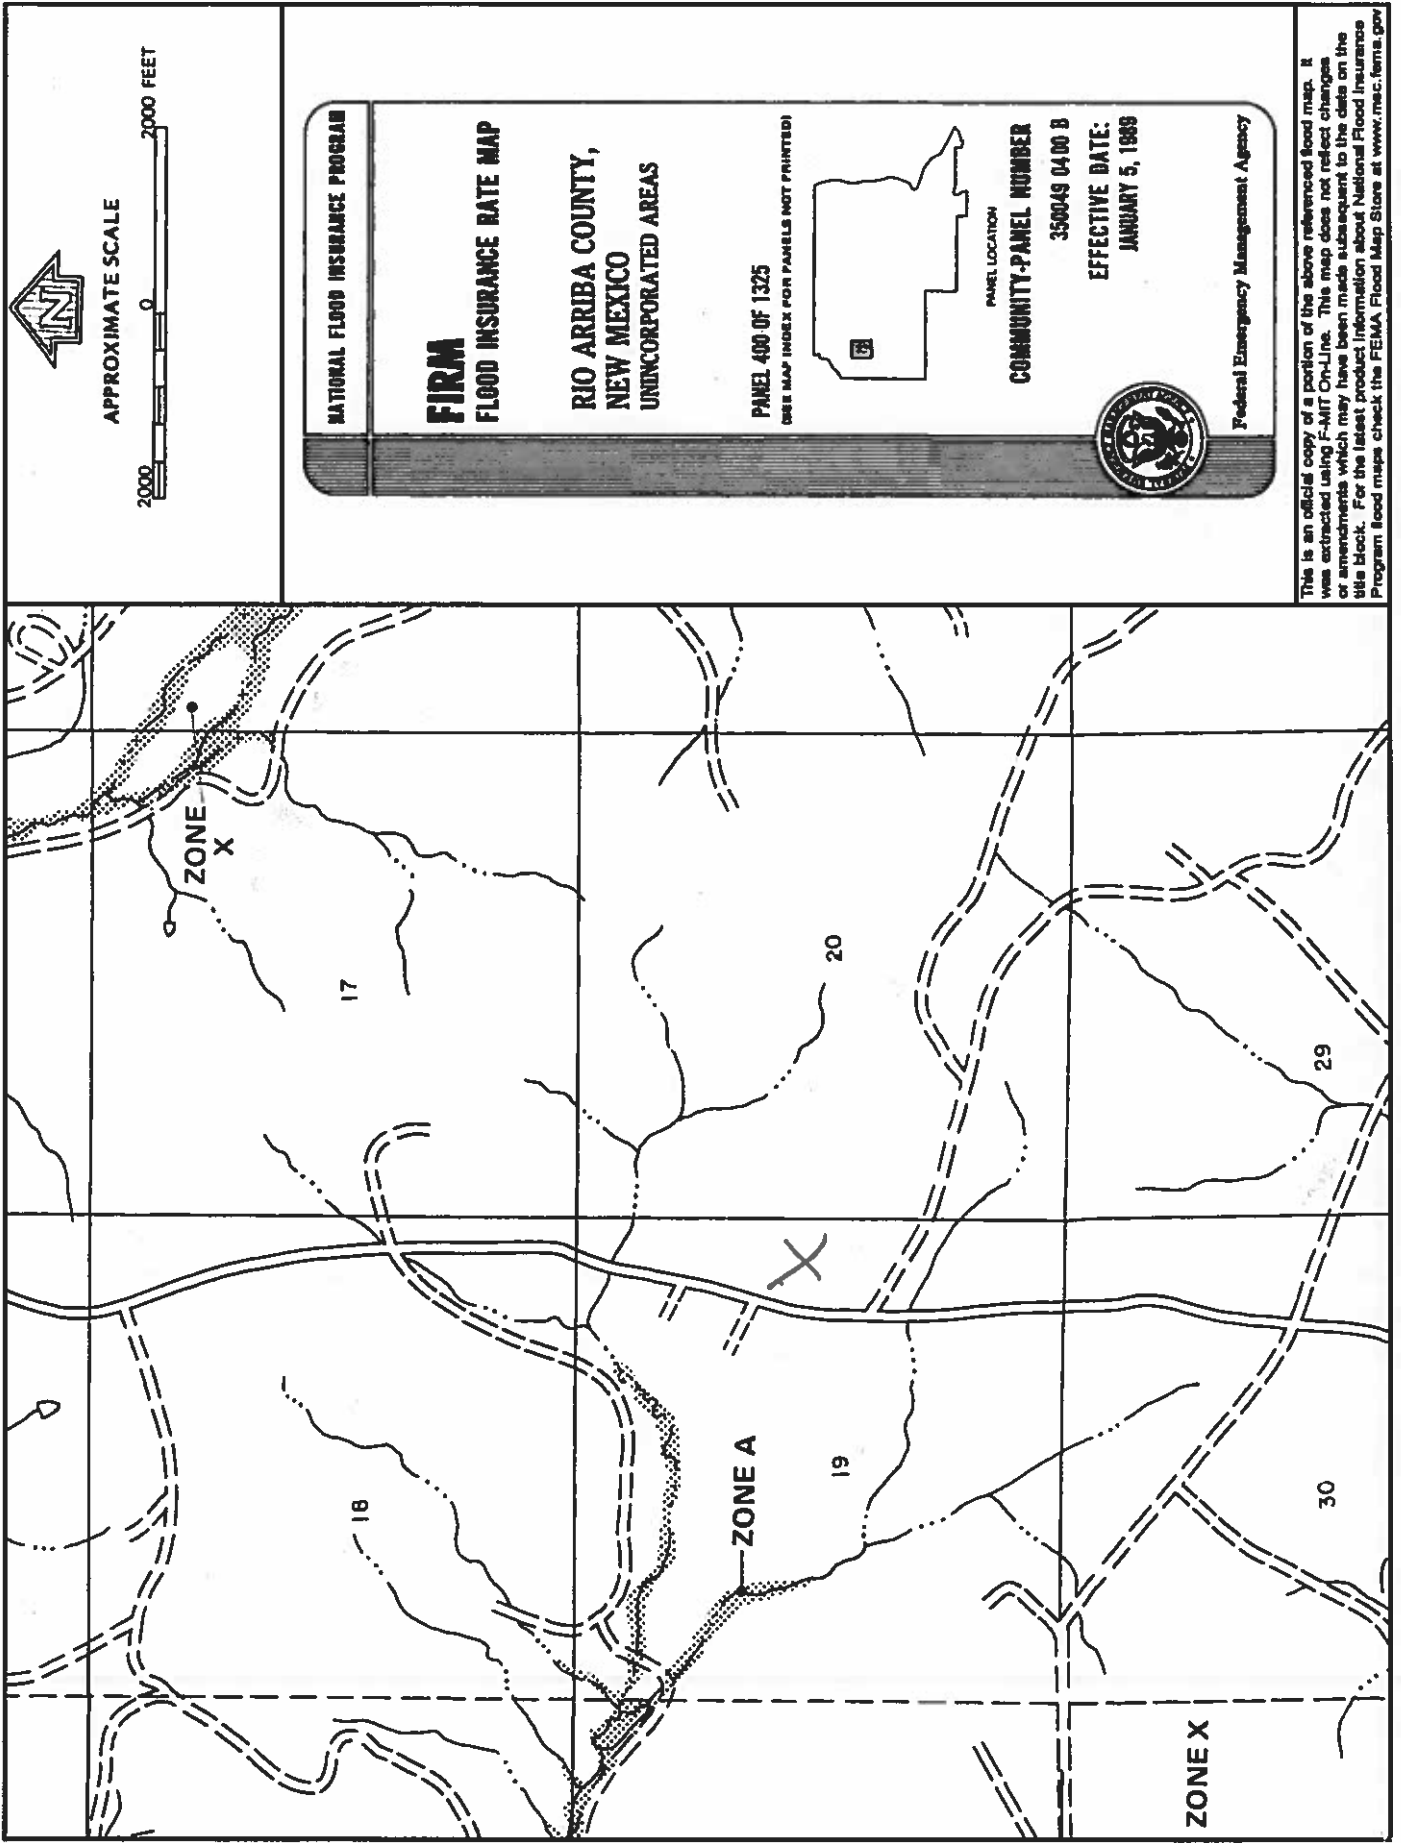 APPROXIMATE SCALE
2000 0 2000 FEET
N
NATIONAL FLOOD INSURANCE PROGRAM
FIRM
FLOOD INSURANCE RATE MAP
RIO ARRIBA COUNTY,
NEW MEXICO
UNINCORPORATED AREAS
PANEL 400 OF 1325
(SEE MAP INDEX FOR PANELS NOT PRINTED)
PANEL LOCATION
COMMUNITY-PANEL NUMBER
350049 0400 B
EFFECTIVE DATE:
JANUARY 5, 1989
Federal Emergency Management Agency
This is an official copy of a portion of the above referenced flood map. It
was extracted using F-MIT On-Line. This map does not reflect changes
or amendments which may have been made subsequent to the date on the
title block. For the latest product information about National Flood Insurance
Program flood maps check the FEMA Flood Map Store at www.msc.fema.gov
ZONE
X
17
20
29
18
ZONE A
19
30
ZONE X
X